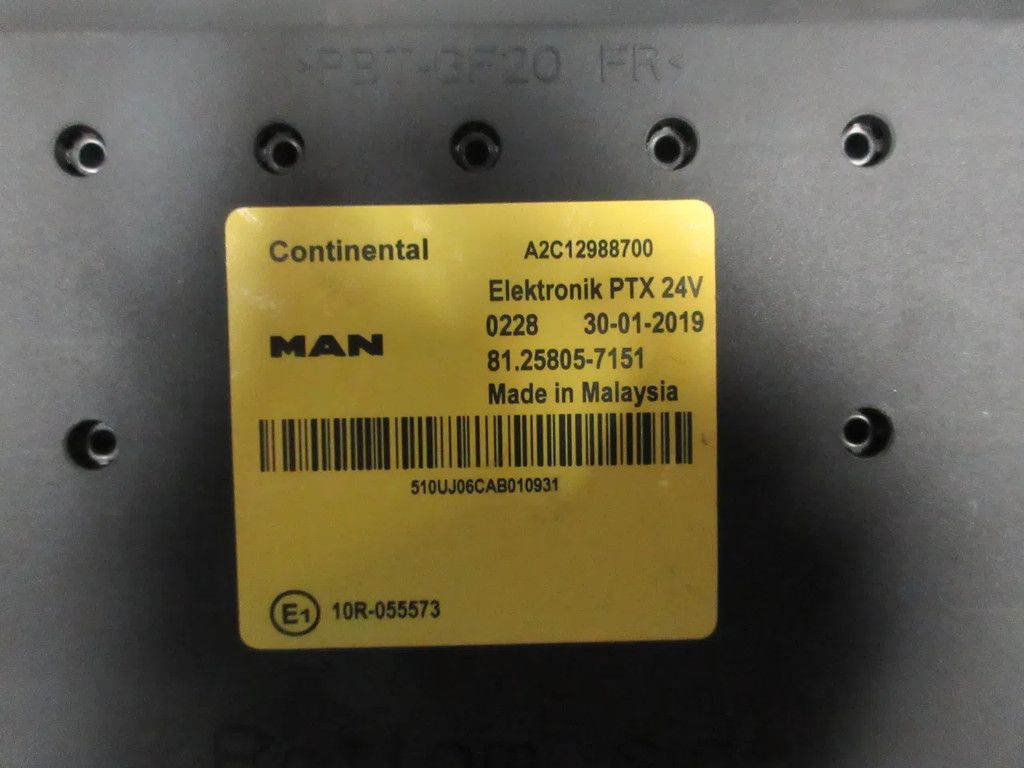 >PBT-GF20 FR<
Continental A2C12988700
Elektronik PTX 24V
0228 30-01-2019
MAN
81.25805-7151
Made in Malaysia
510UJ06CAB010931
E1 10R-055573
Bottom